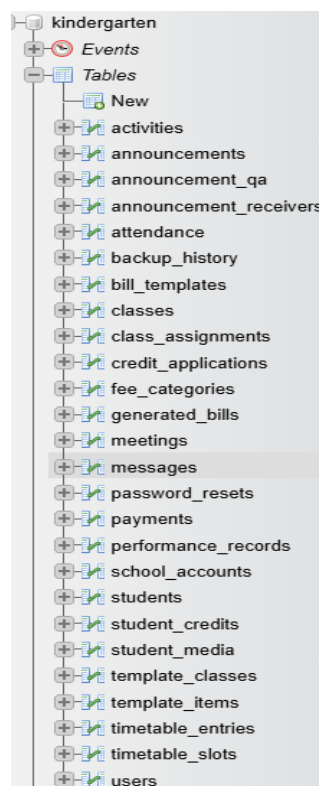 kindergarten
Events
Tables
New
activities
announcements
announcement_qa
announcement_receivers
attendance
backup_history
bill_templates
classes
class_assignments
credit_applications
fee_categories
generated_bills
meetings
messages
password_resets
payments
performance_records
school_accounts
students
student_credits
student_media
template_classes
template_items
timetable_entries
timetable_slots
users